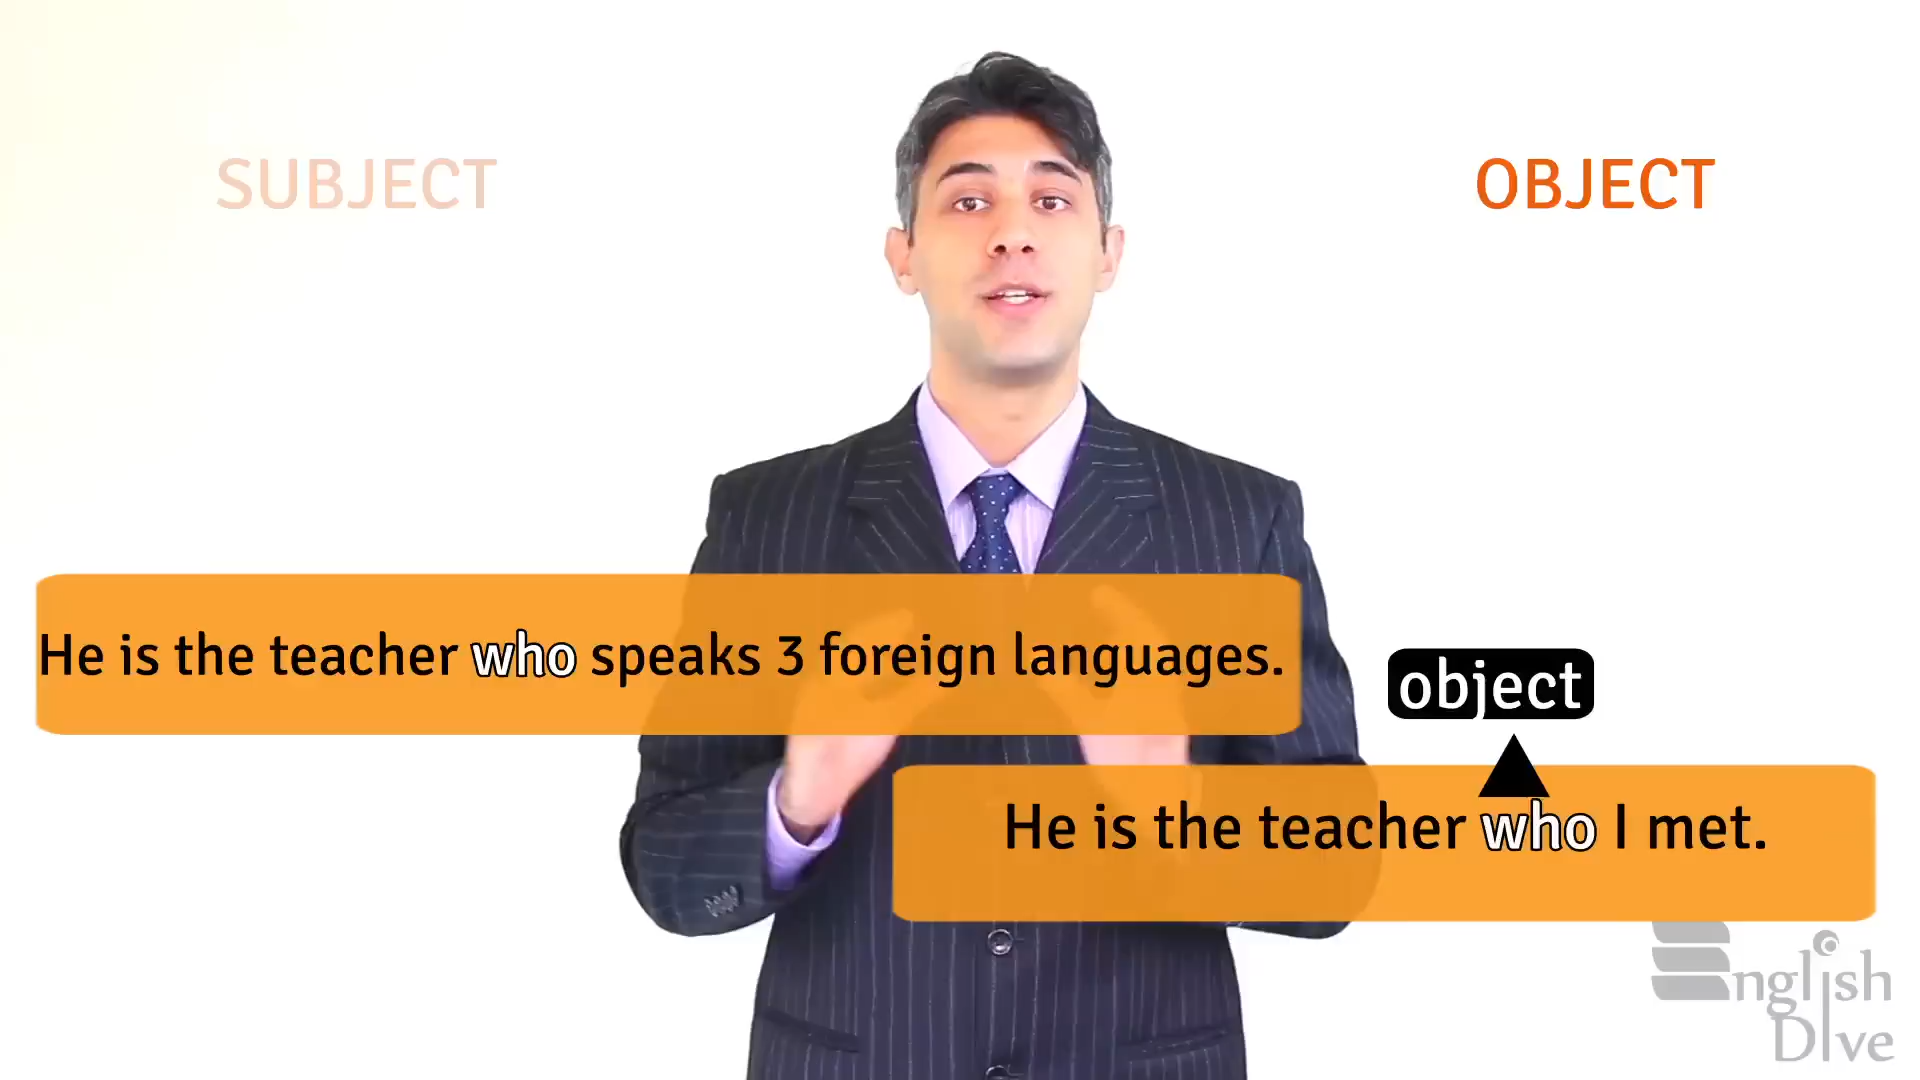 SUBJECT
OBJECT
He is the teacher who speaks 3 foreign languages.
object
He is the teacher who I met.
English
Dive